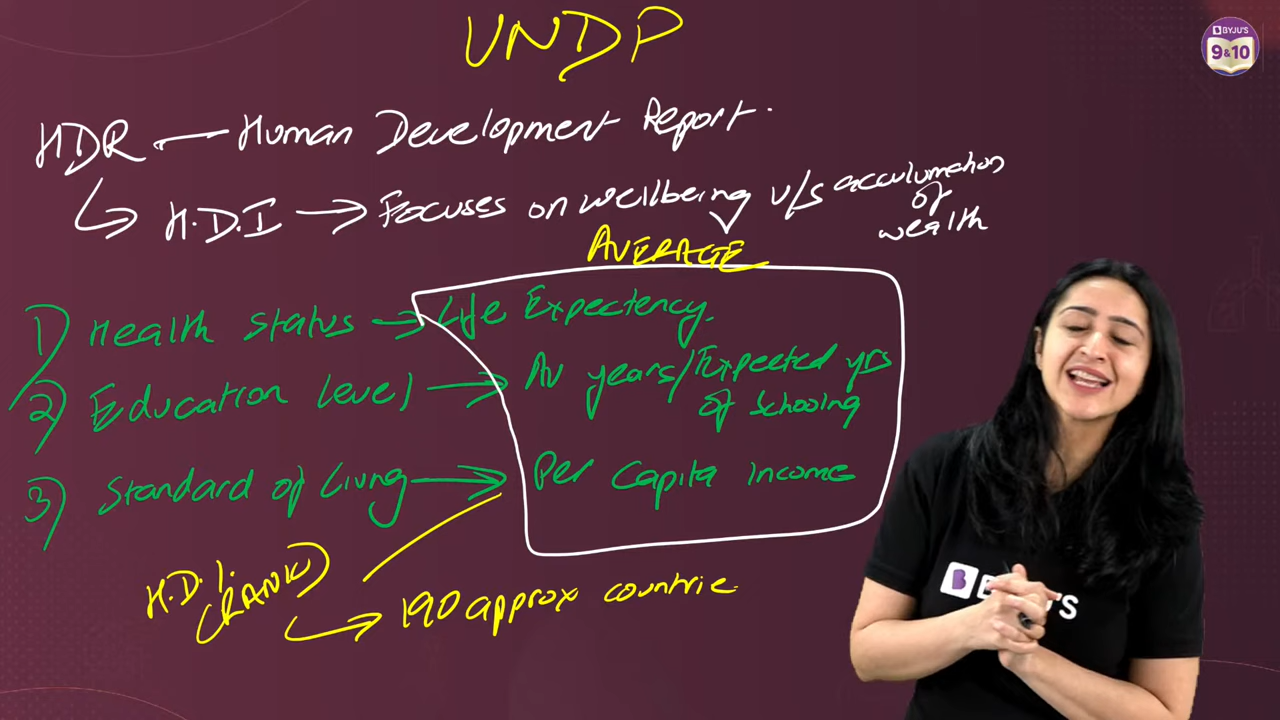 UNDP
BYJU'S
9&10
HDR — Human Development Report.
H.D.I → Focuses on wellbeing v/s acculumation
of
wealth
AVERAGE
1) Health status → Life Expectency.
2) Education level → Av years/Expected yrs
of Schooling
3) Standard of Living → Per Capita income
H.D.I.
(RANK)
190 approx countrie.
BYJU'S